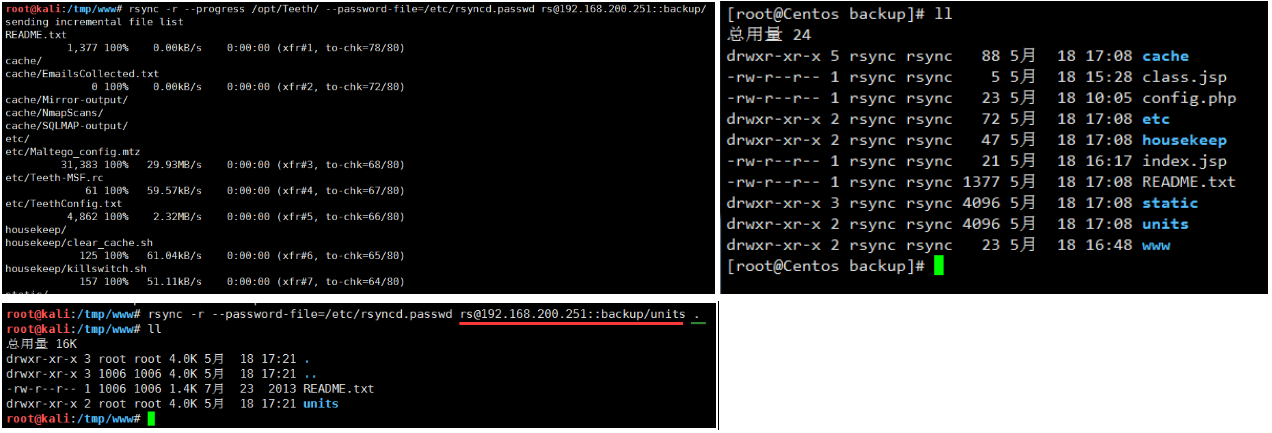 root@kali:/tmp/www# rsync -r --progress /opt/Teeth/ --password-file=/etc/rsyncd.passwd rs@192.168.200.251::backup/
sending incremental file list
README.txt
1,377 100%    0.00kB/s    0:00:00 (xfr#1, to-chk=78/80)
cache/
cache/EmailsCollected.txt
0 100%    0.00kB/s    0:00:00 (xfr#2, to-chk=72/80)
cache/Mirror-output/
cache/NmapScans/
cache/SQLMAP-output/
etc/
etc/Maltego_config.mtz
31,383 100%   29.93MB/s    0:00:00 (xfr#3, to-chk=68/80)
etc/Teeth-MSF.rc
61 100%   59.57kB/s    0:00:00 (xfr#4, to-chk=67/80)
etc/TeethConfig.txt
4,862 100%    2.32MB/s    0:00:00 (xfr#5, to-chk=66/80)
housekeep/
housekeep/clear_cache.sh
125 100%   61.04kB/s    0:00:00 (xfr#6, to-chk=65/80)
housekeep/killswitch.sh
157 100%   51.11kB/s    0:00:00 (xfr#7, to-chk=64/80)
[root@Centos backup]# ll
总用量 24
drwxr-xr-x 5 rsync rsync   88 5月  18 17:08 cache
-rw-r--r-- 1 rsync rsync    5 5月  18 15:28 class.jsp
-rw-r--r-- 1 rsync rsync   23 5月  18 10:05 config.php
drwxr-xr-x 2 rsync rsync   72 5月  18 17:08 etc
drwxr-xr-x 2 rsync rsync   47 5月  18 17:08 housekeep
-rw-r--r-- 1 rsync rsync   21 5月  18 16:17 index.jsp
-rw-r--r-- 1 rsync rsync 1377 5月  18 17:08 README.txt
drwxr-xr-x 3 rsync rsync 4096 5月  18 17:08 static
drwxr-xr-x 2 rsync rsync 4096 5月  18 17:08 units
drwxr-xr-x 2 rsync rsync   23 5月  18 16:48 www
[root@Centos backup]#
root@kali:/tmp/www# rsync -r --password-file=/etc/rsyncd.passwd rs@192.168.200.251::backup/units .
root@kali:/tmp/www# ll
总用量 16K
drwxr-xr-x 3 root root 4.0K 5月  18 17:21 .
drwxr-xr-x 3 1006 1006 4.0K 5月  18 17:21 ..
-rw-r--r-- 1 1006 1006 1.4K 7月  23  2013 README.txt
drwxr-xr-x 2 root root 4.0K 5月  18 17:21 units
root@kali:/tmp/www#